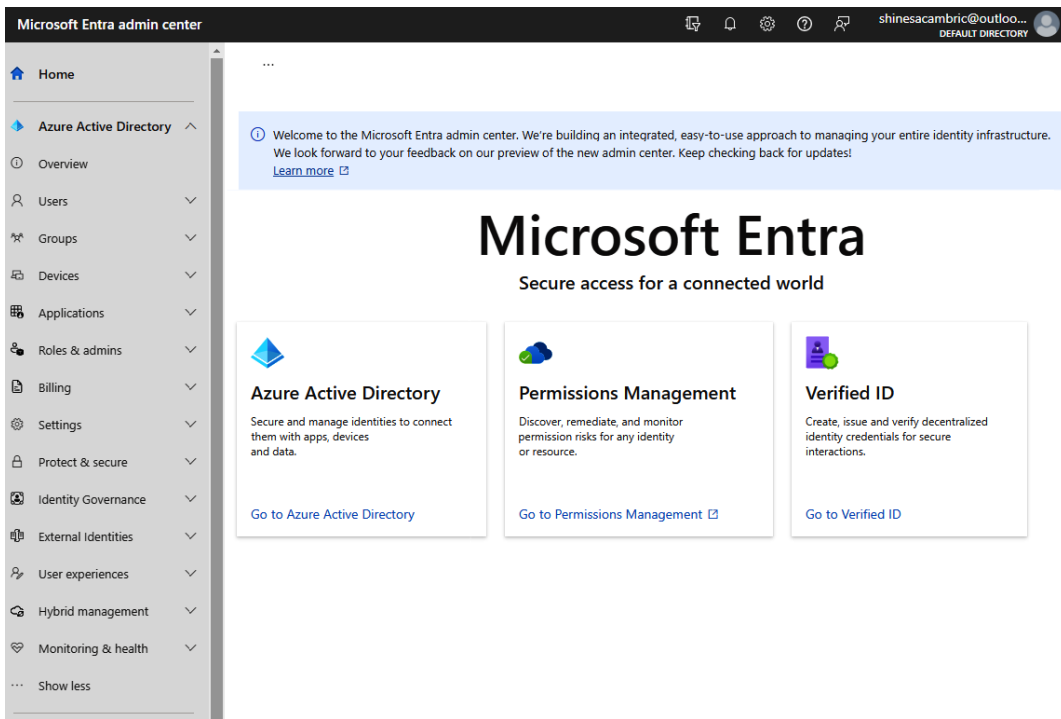 Microsoft Entra admin center
shinesacambric@outloo...
DEFAULT DIRECTORY
Home
Azure Active Directory
Overview
Users
Groups
Devices
Applications
Roles & admins
Billing
Settings
Protect & secure
Identity Governance
External Identities
User experiences
Hybrid management
Monitoring & health
Show less
...
Welcome to the Microsoft Entra admin center. We're building an integrated, easy-to-use approach to managing your entire identity infrastructure.
We look forward to your feedback on our preview of the new admin center. Keep checking back for updates!
Learn more
Microsoft Entra
Secure access for a connected world
Azure Active Directory
Secure and manage identities to connect
them with apps, devices
and data.
Go to Azure Active Directory
Permissions Management
Discover, remediate, and monitor
permission risks for any identity
or resource.
Go to Permissions Management
Verified ID
Create, issue and verify decentralized
identity credentials for secure
interactions.
Go to Verified ID